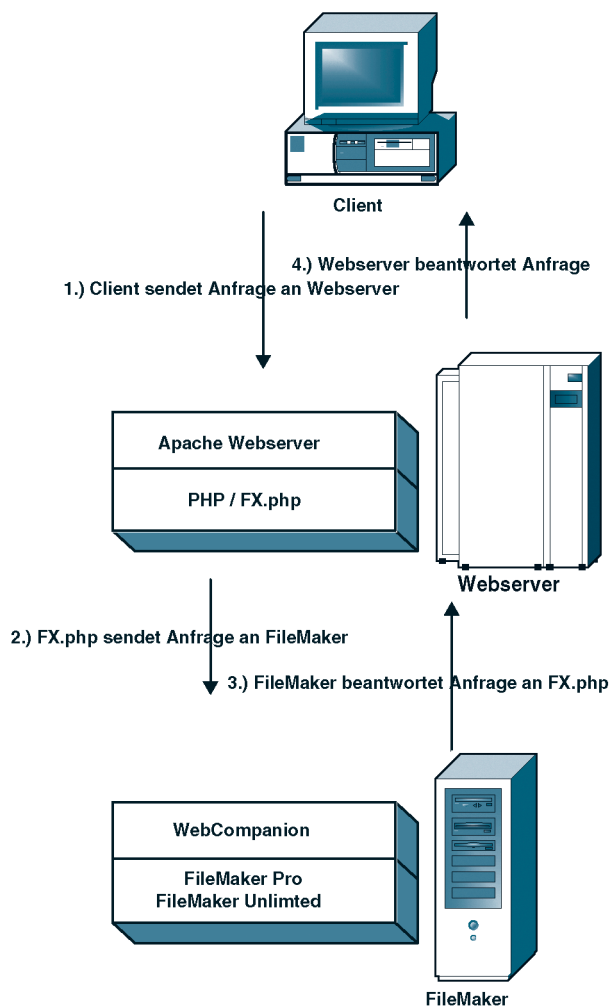 Client
4.) Webserver beantwortet Anfrage
1.) Client sendet Anfrage an Webserver
Apache Webserver
PHP / FX.php
Webserver
2.) FX.php sendet Anfrage an FileMaker
3.) FileMaker beantwortet Anfrage an FX.php
WebCompanion
FileMaker Pro
FileMaker Unlimted
FileMaker